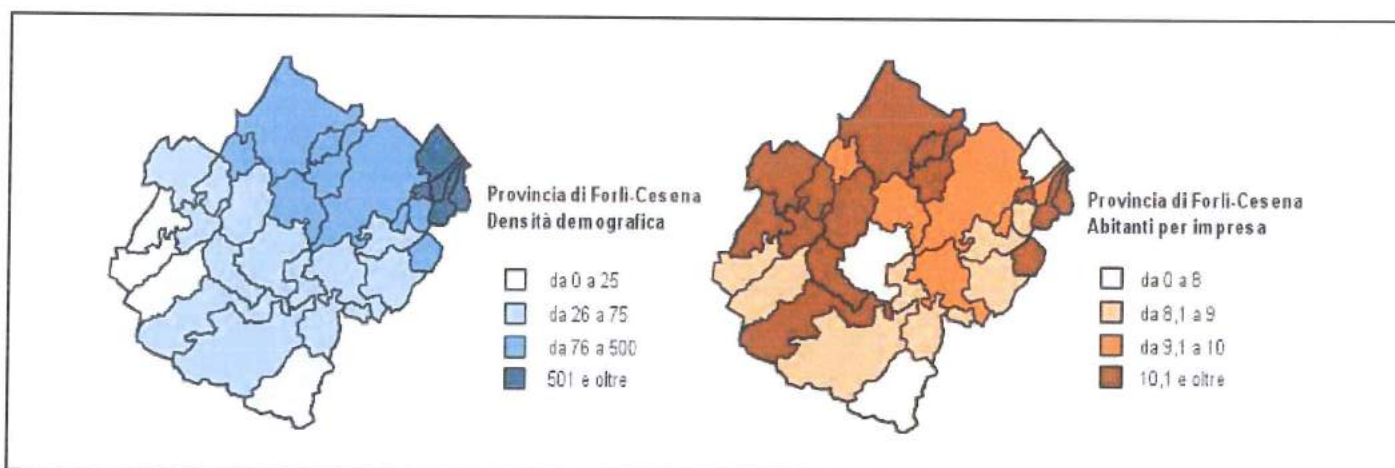 Provincia di Forlì-Cesena
Densità demografica
da 0 a 25
da 26 a 75
da 76 a 500
501 e oltre
Provincia di Forlì-Cesena
Abitanti per impresa
da 0 a 8
da 8,1 a 9
da 9,1 a 10
10,1 e oltre